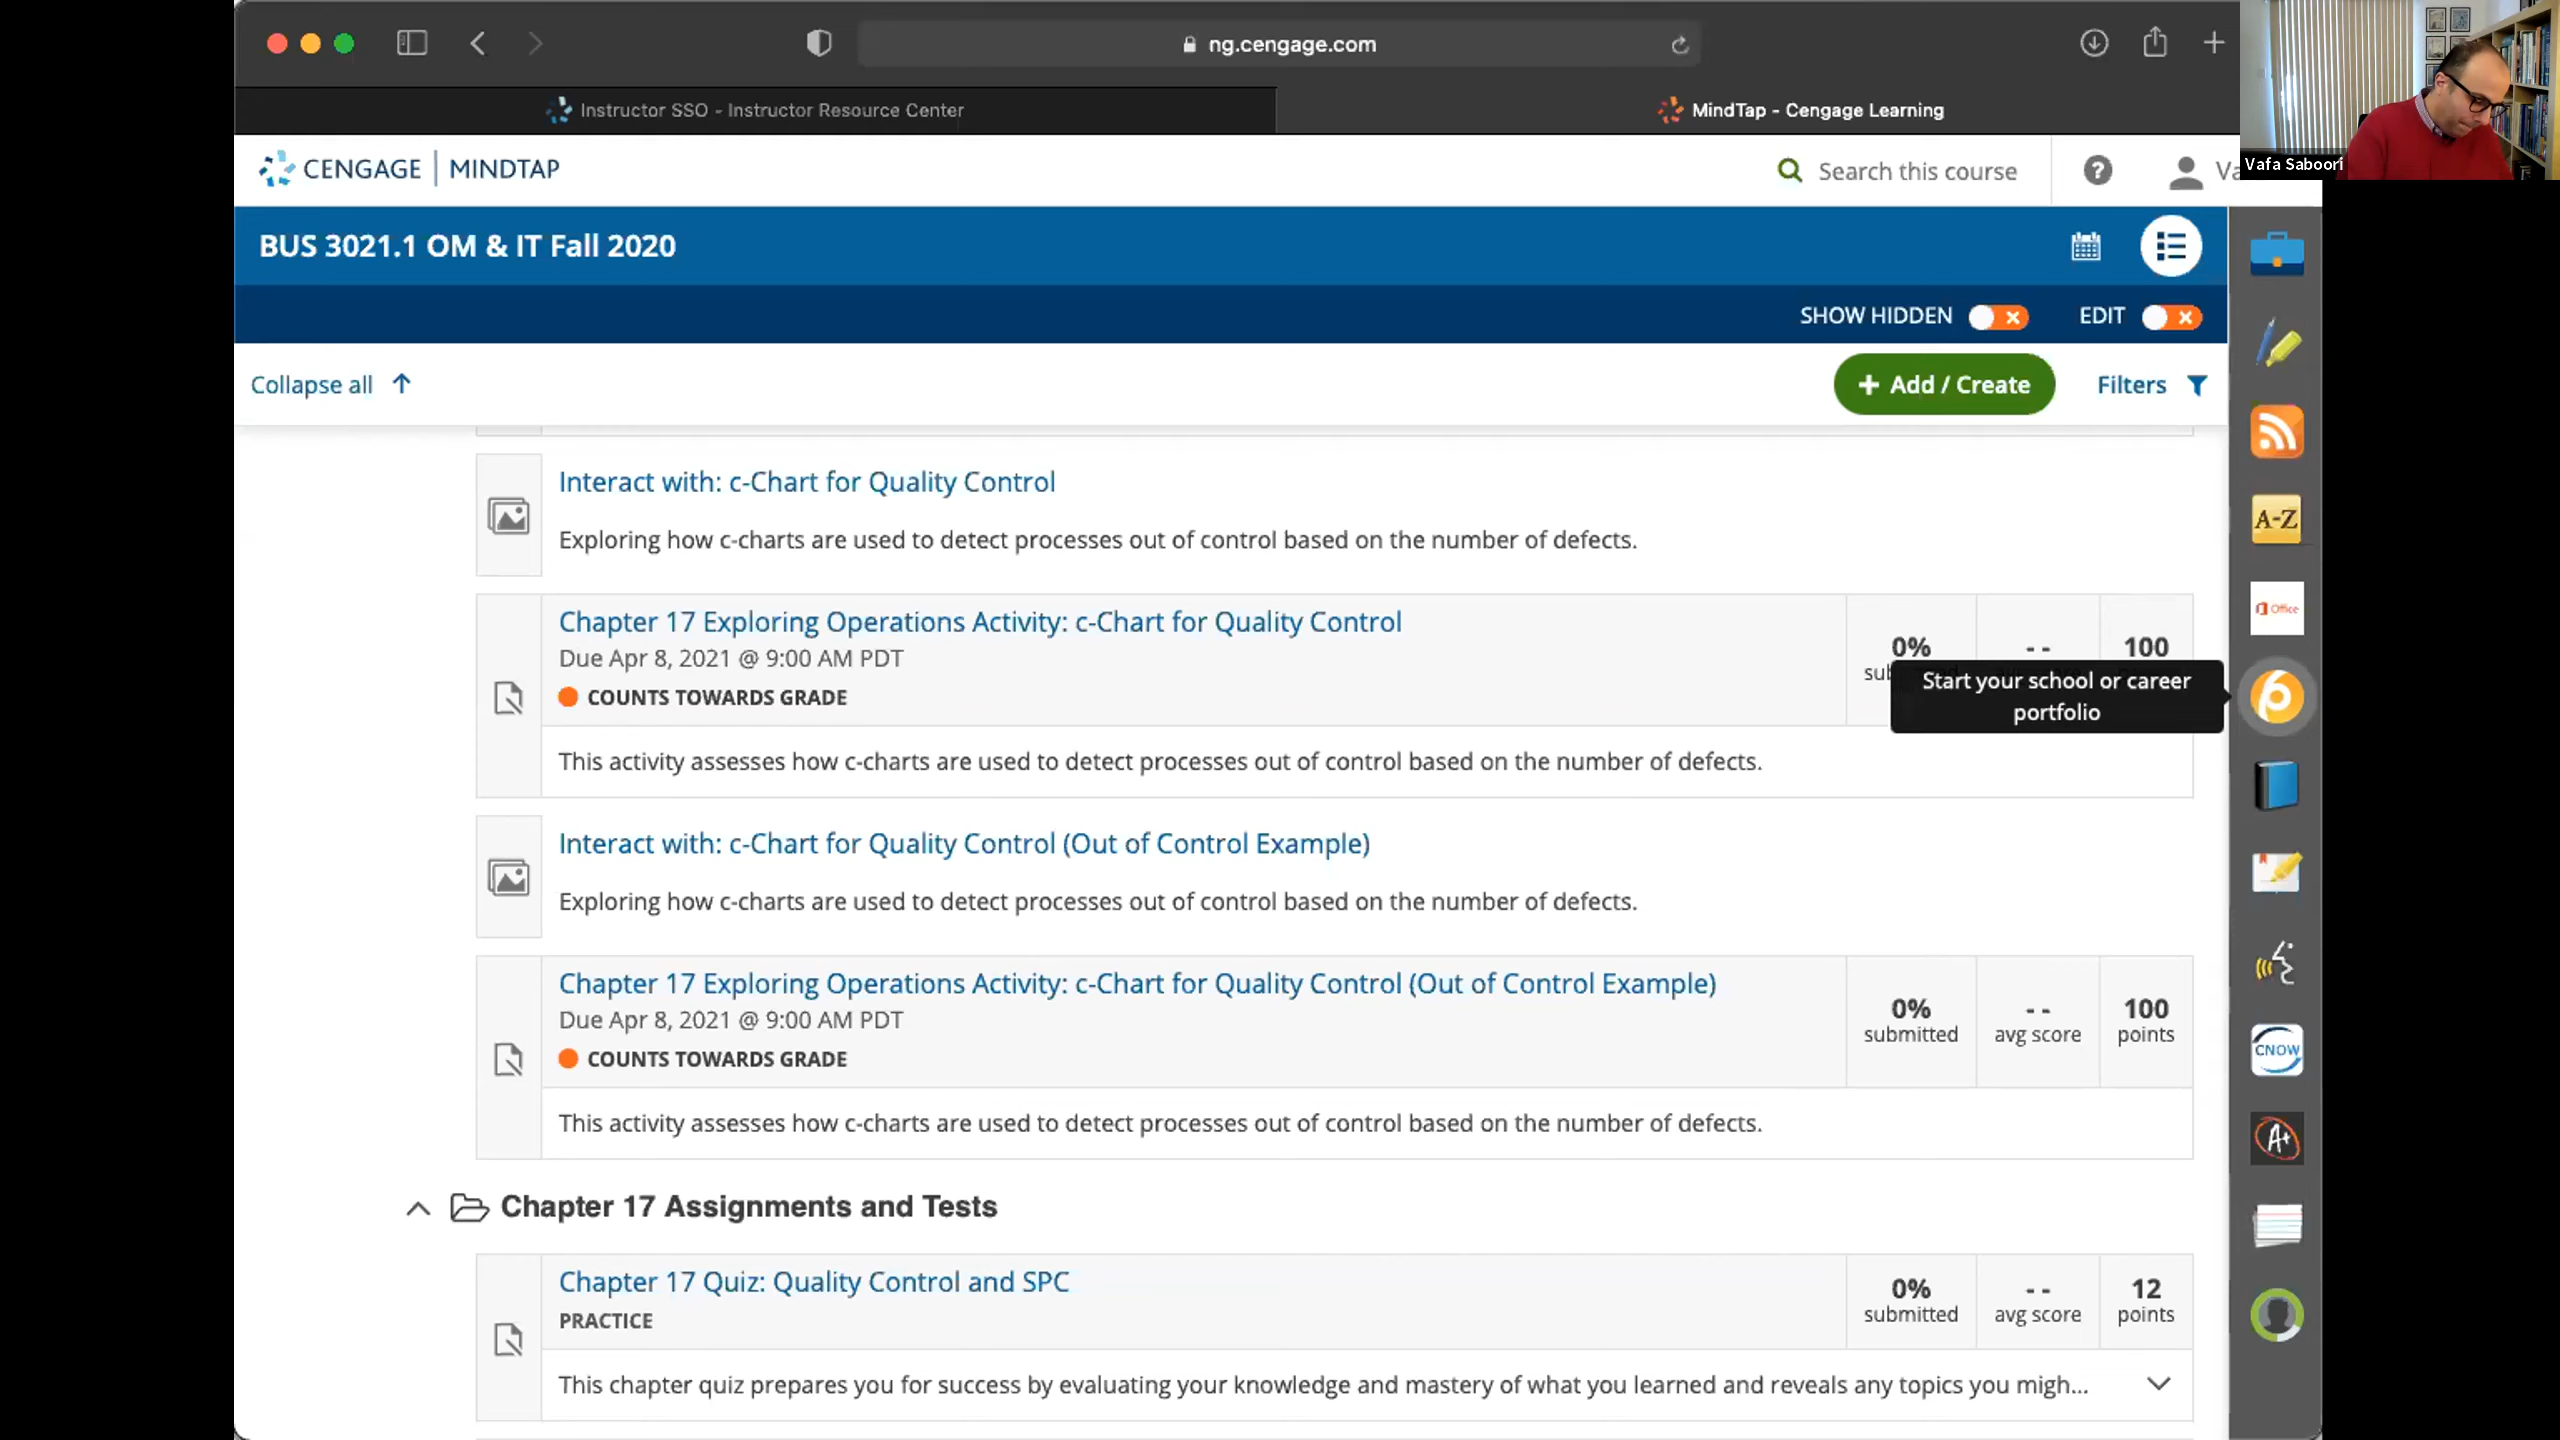 ng.cengage.com
Instructor SSO - Instructor Resource Center
MindTap - Cengage Learning
Vafa Saboori
CENGAGE | MINDTAP
Search this course
?
Va
BUS 3021.1 OM & IT Fall 2020
SHOW HIDDEN
EDIT
Collapse all
+ Add / Create
Filters
Interact with: c-Chart for Quality Control
Exploring how c-charts are used to detect processes out of control based on the number of defects.
A-Z
Office
Chapter 17 Exploring Operations Activity: c-Chart for Quality Control
Due Apr 8, 2021 @ 9:00 AM PDT
COUNTS TOWARDS GRADE
0%
sub
- -
100
Start your school or career
portfolio
This activity assesses how c-charts are used to detect processes out of control based on the number of defects.
Interact with: c-Chart for Quality Control (Out of Control Example)
Exploring how c-charts are used to detect processes out of control based on the number of defects.
Chapter 17 Exploring Operations Activity: c-Chart for Quality Control (Out of Control Example)
Due Apr 8, 2021 @ 9:00 AM PDT
COUNTS TOWARDS GRADE
0%
submitted
- -
avg score
100
points
CNOW
This activity assesses how c-charts are used to detect processes out of control based on the number of defects.
A+
Chapter 17 Assignments and Tests
Chapter 17 Quiz: Quality Control and SPC
PRACTICE
0%
submitted
- -
avg score
12
points
This chapter quiz prepares you for success by evaluating your knowledge and mastery of what you learned and reveals any topics you migh...